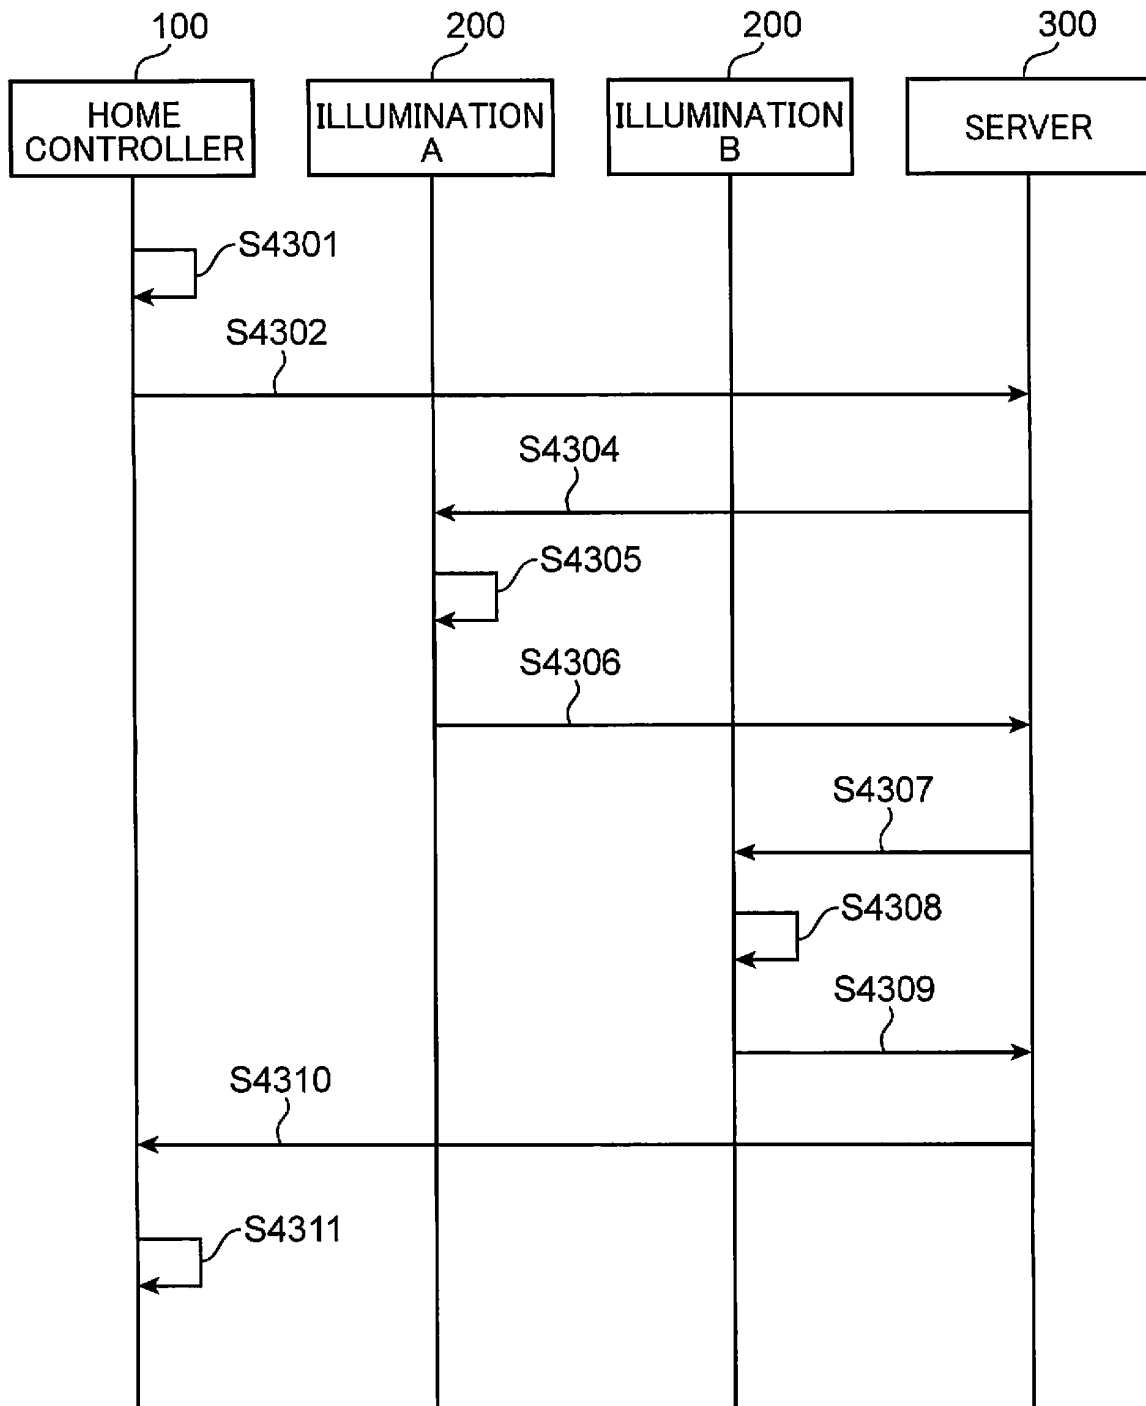 100
200
200
300
HOME
CONTROLLER
ILLUMINATION
A
ILLUMINATION
B
SERVER
S4301
S4302
S4304
S4305
S4306
S4307
S4308
S4309
S4310
S4311